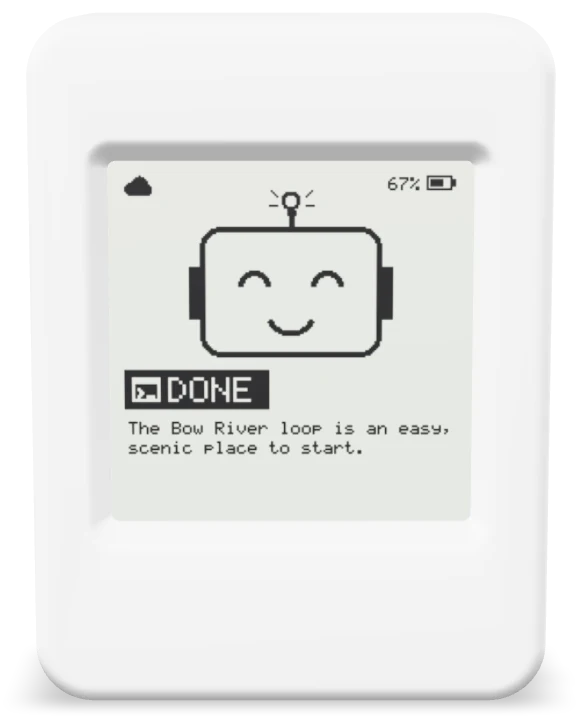 67%
DONE
The Bow River loop is an easy,
scenic place to start.